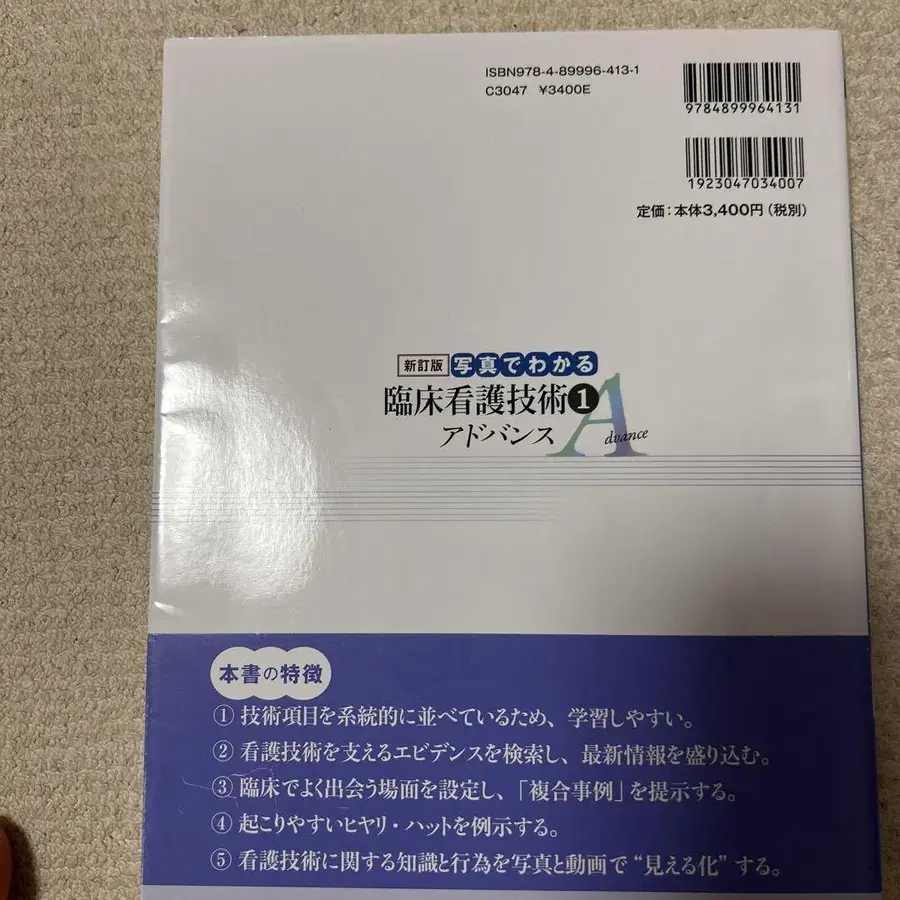 ISBN978-4-89996-413-1
C3047 ¥3400E
9784899964131
1923047034007
定価:本体3,400円(税別)
新訂版 写真でわかる
臨床看護技術❶
アドバンス Advance
本書の特徴
① 技術項目を系統的に並べているため、学習しやすい。
② 看護技術を支えるエビデンスを検索し、最新情報を盛り込む。
③ 臨床でよく出会う場面を設定し、「複合事例」を提示する。
④ 起こりやすいヒヤリ・ハットを例示する。
⑤ 看護技術に関する知識と行為を写真と動画で“見える化”する。